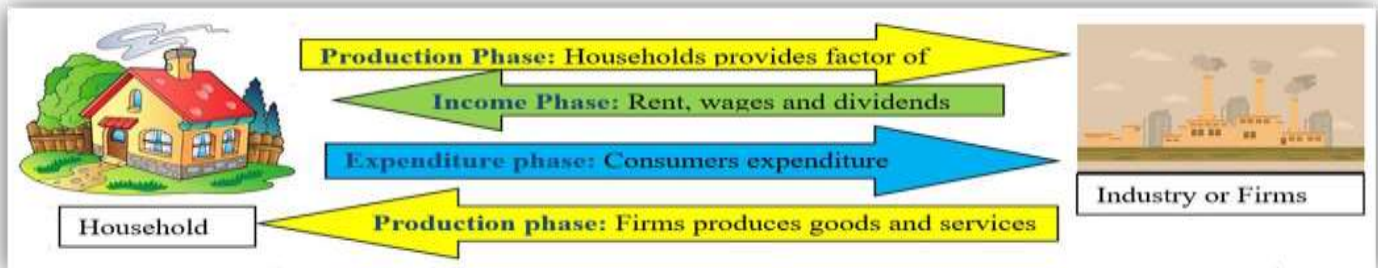 Production Phase: Households provides factor of
Income Phase: Rent, wages and dividends
Expenditure phase: Consumers expenditure
Production phase: Firms produces goods and services
Household
Industry or Firms